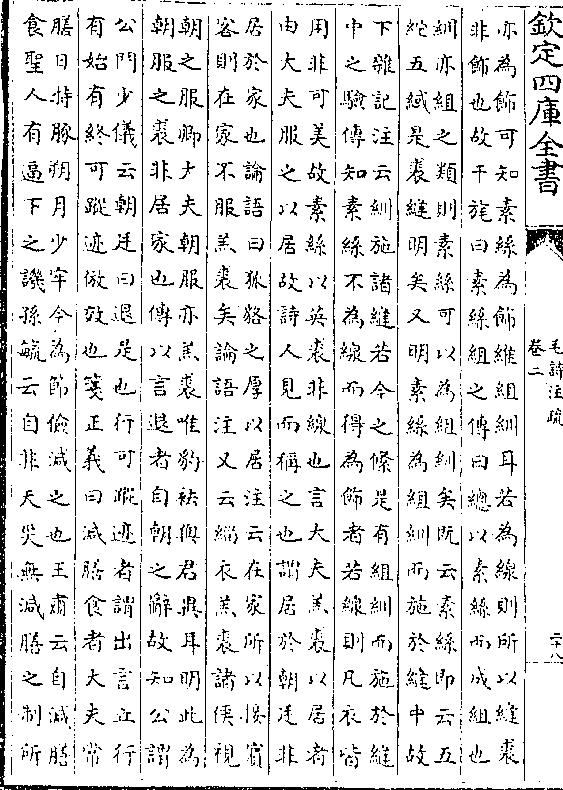 欽定四庫全書
毛詩注疏
卷二
二十八
亦為飾可知素絲為飾維組紃耳若為線則所以縫裘
非飾也故干旄曰素絲組之傳曰總以素絲而成組也
紃亦組之類則素絲可以為組紃矣既云素絲即云五
紽五緎是裘縫明矣又明素絲為組紃而施於縫中故
下雜記注云紃施諸縫若今之絛是有組紃而施於縫
中之驗傳知素絲不為線而得為飾者若線則凡衣皆
用非可美故素絲以英裘非線也言大夫羔裘以居者
由大夫服之以居故詩人見而稱之也謂居於朝廷非
居於家也論語曰狐貉之厚以居注云在家所以接賓
客則在家不服羔裘矣論語注又云緇衣羔裘諸侯視
朝之服卿大夫朝服亦羔裘唯豹袪與君異耳明此為
朝服之裘非居家也傳以言退者自朝之辭故知公謂
公門少儀云朝廷曰退是也行可蹤迹者謂出言立行
有始有終可蹤迹倣效也箋正義曰減膳食者大夫常
膳日持豚朔月少牢今為節儉減之也王肅云自減膳
食聖人有逼下之譏孫毓云自非天災無減膳之制所